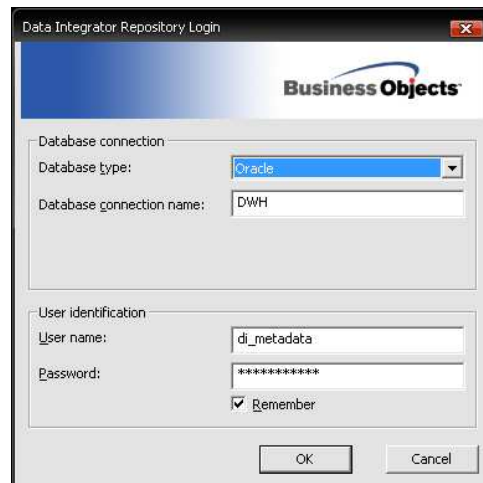 Data Integrator Repository Login
Business Objects
Database connection
Database type:
Oracle
Database connection name:
DWH
User identification
User name:
di_metadata
Password:
***********
Remember
OK
Cancel